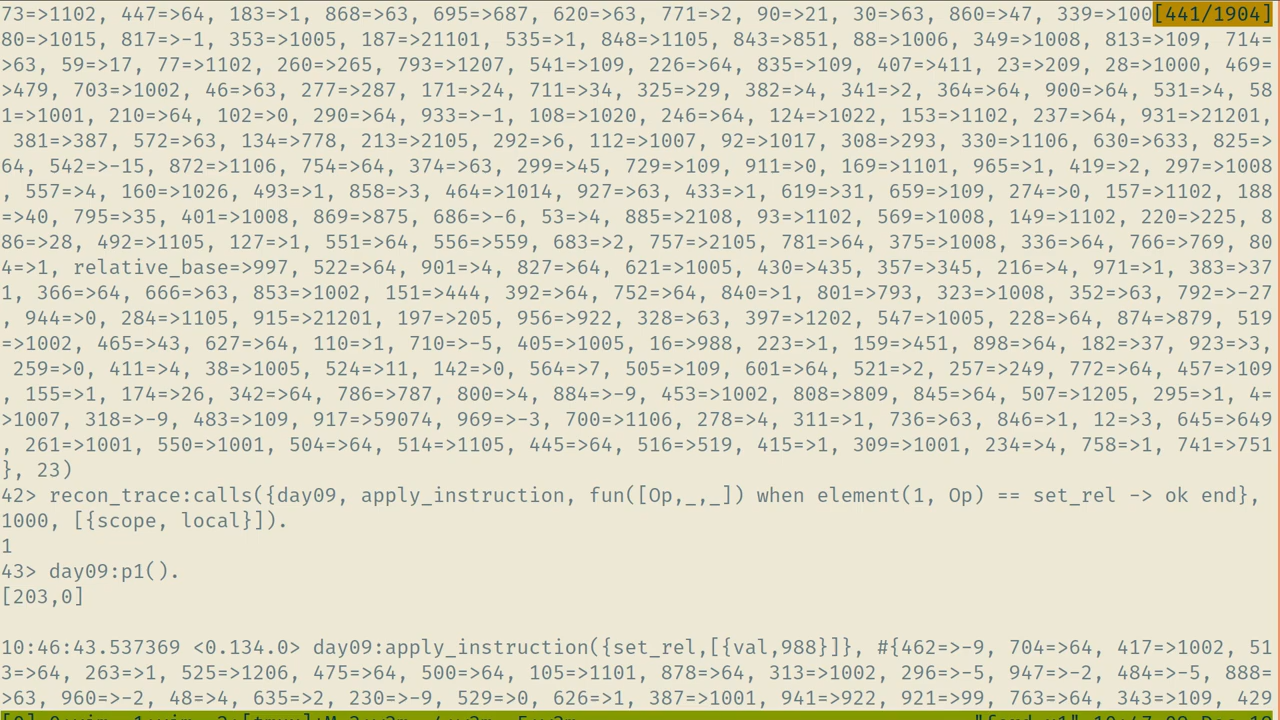 73=>1102, 447=>64, 183=>1, 868=>63, 695=>687, 620=>63, 771=>2, 90=>21, 30=>63, 860=>47, 339=>100[441/1904]
80=>1015, 817=>-1, 353=>1005, 187=>21101, 535=>1, 848=>1105, 843=>851, 88=>1006, 349=>1008, 813=>109, 714=
>63, 59=>17, 77=>1102, 260=>265, 793=>1207, 541=>109, 226=>64, 835=>109, 407=>411, 23=>209, 28=>1000, 469=
>479, 703=>1002, 46=>63, 277=>287, 171=>24, 711=>34, 325=>29, 382=>4, 341=>2, 364=>64, 900=>64, 531=>4, 58
1=>1001, 210=>64, 102=>0, 290=>64, 933=>-1, 108=>1020, 246=>64, 124=>1022, 153=>1102, 237=>64, 931=>21201,
381=>387, 572=>63, 134=>778, 213=>2105, 292=>6, 112=>1007, 92=>1017, 308=>293, 330=>1106, 630=>633, 825=>
64, 542=>-15, 872=>1106, 754=>64, 374=>63, 299=>45, 729=>109, 911=>0, 169=>1101, 965=>1, 419=>2, 297=>1008
, 557=>4, 160=>1026, 493=>1, 858=>3, 464=>1014, 927=>63, 433=>1, 619=>31, 659=>109, 274=>0, 157=>1102, 188
=>40, 795=>35, 401=>1008, 869=>875, 686=>-6, 53=>4, 885=>2108, 93=>1102, 569=>1008, 149=>1102, 220=>225, 8
86=>28, 492=>1105, 127=>1, 551=>64, 556=>559, 683=>2, 757=>2105, 781=>64, 375=>1008, 336=>64, 766=>769, 80
4=>1, relative_base=>997, 522=>64, 901=>4, 827=>64, 621=>1005, 430=>435, 357=>345, 216=>4, 971=>1, 383=>37
1, 366=>64, 666=>63, 853=>1002, 151=>444, 392=>64, 752=>64, 840=>1, 801=>793, 323=>1008, 352=>63, 792=>-27
, 944=>0, 284=>1105, 915=>21201, 197=>205, 956=>922, 328=>63, 397=>1202, 547=>1005, 228=>64, 874=>879, 519
=>1002, 465=>43, 627=>64, 110=>1, 710=>-5, 405=>1005, 16=>988, 223=>1, 159=>451, 898=>64, 182=>37, 923=>3,
259=>0, 411=>4, 38=>1005, 524=>11, 142=>0, 564=>7, 505=>109, 601=>64, 521=>2, 257=>249, 772=>64, 457=>109
, 155=>1, 174=>26, 342=>64, 786=>787, 800=>4, 884=>-9, 453=>1002, 808=>809, 845=>64, 507=>1205, 295=>1, 4=
>1007, 318=>-9, 483=>109, 917=>59074, 969=>-3, 700=>1106, 278=>4, 311=>1, 736=>63, 846=>1, 12=>3, 645=>649
, 261=>1001, 550=>1001, 504=>64, 514=>1105, 445=>64, 516=>519, 415=>1, 309=>1001, 234=>4, 758=>1, 741=>751
}, 23)
42> recon_trace:calls({day09, apply_instruction, fun([Op,_,_]) when element(1, Op) == set_rel -> ok end},
1000, [{scope, local}]).
1
43> day09:p1().
[203,0]
10:46:43.537369 <0.134.0> day09:apply_instruction({set_rel,[{val,988}]}, #{462=>-9, 704=>64, 417=>1002, 51
3=>64, 263=>1, 525=>1206, 475=>64, 500=>64, 105=>1101, 878=>64, 313=>1002, 296=>-5, 947=>-2, 484=>-5, 888=
>63, 960=>-2, 48=>4, 635=>2, 230=>-9, 529=>0, 626=>1, 387=>1001, 941=>922, 921=>99, 763=>64, 343=>109, 429